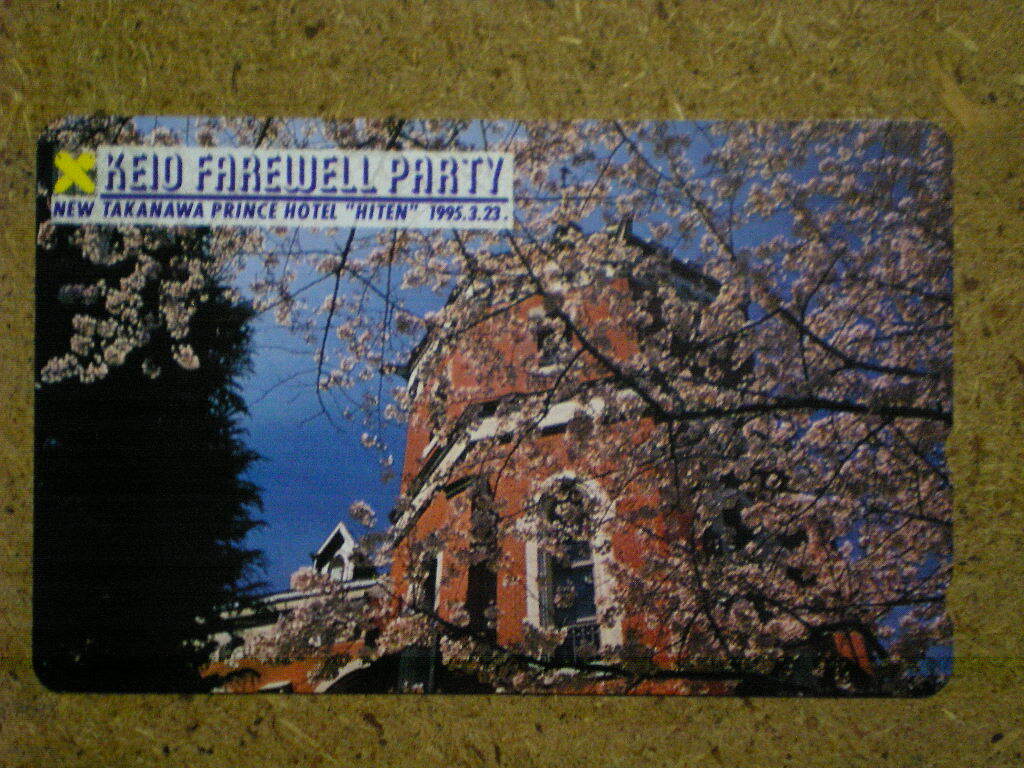 KEIO FAREWELL PARTY
NEW TAKANAWA PRINCE HOTEL "HITEN" 1995.3.23.